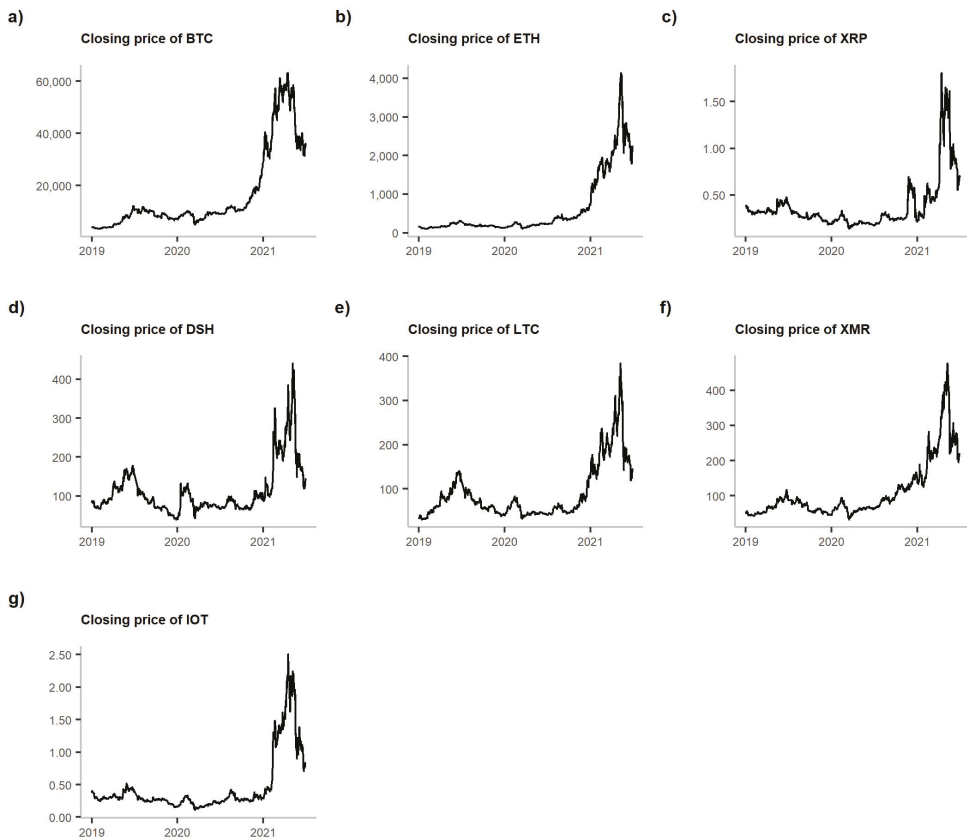 a)
Closing price of BTC
60,000
40,000
20,000
2019 2020 2021
b)
Closing price of ETH
4,000
3,000
2,000
1,000
0
2019 2020 2021
c)
Closing price of XRP
1.50
1.00
0.50
2019 2020 2021
d)
Closing price of DSH
400
300
200
100
2019 2020 2021
e)
Closing price of LTC
400
300
200
100
2019 2020 2021
f)
Closing price of XMR
400
300
200
100
2019 2020 2021
g)
Closing price of IOT
2.50
2.00
1.50
1.00
0.50
0.00
2019 2020 2021